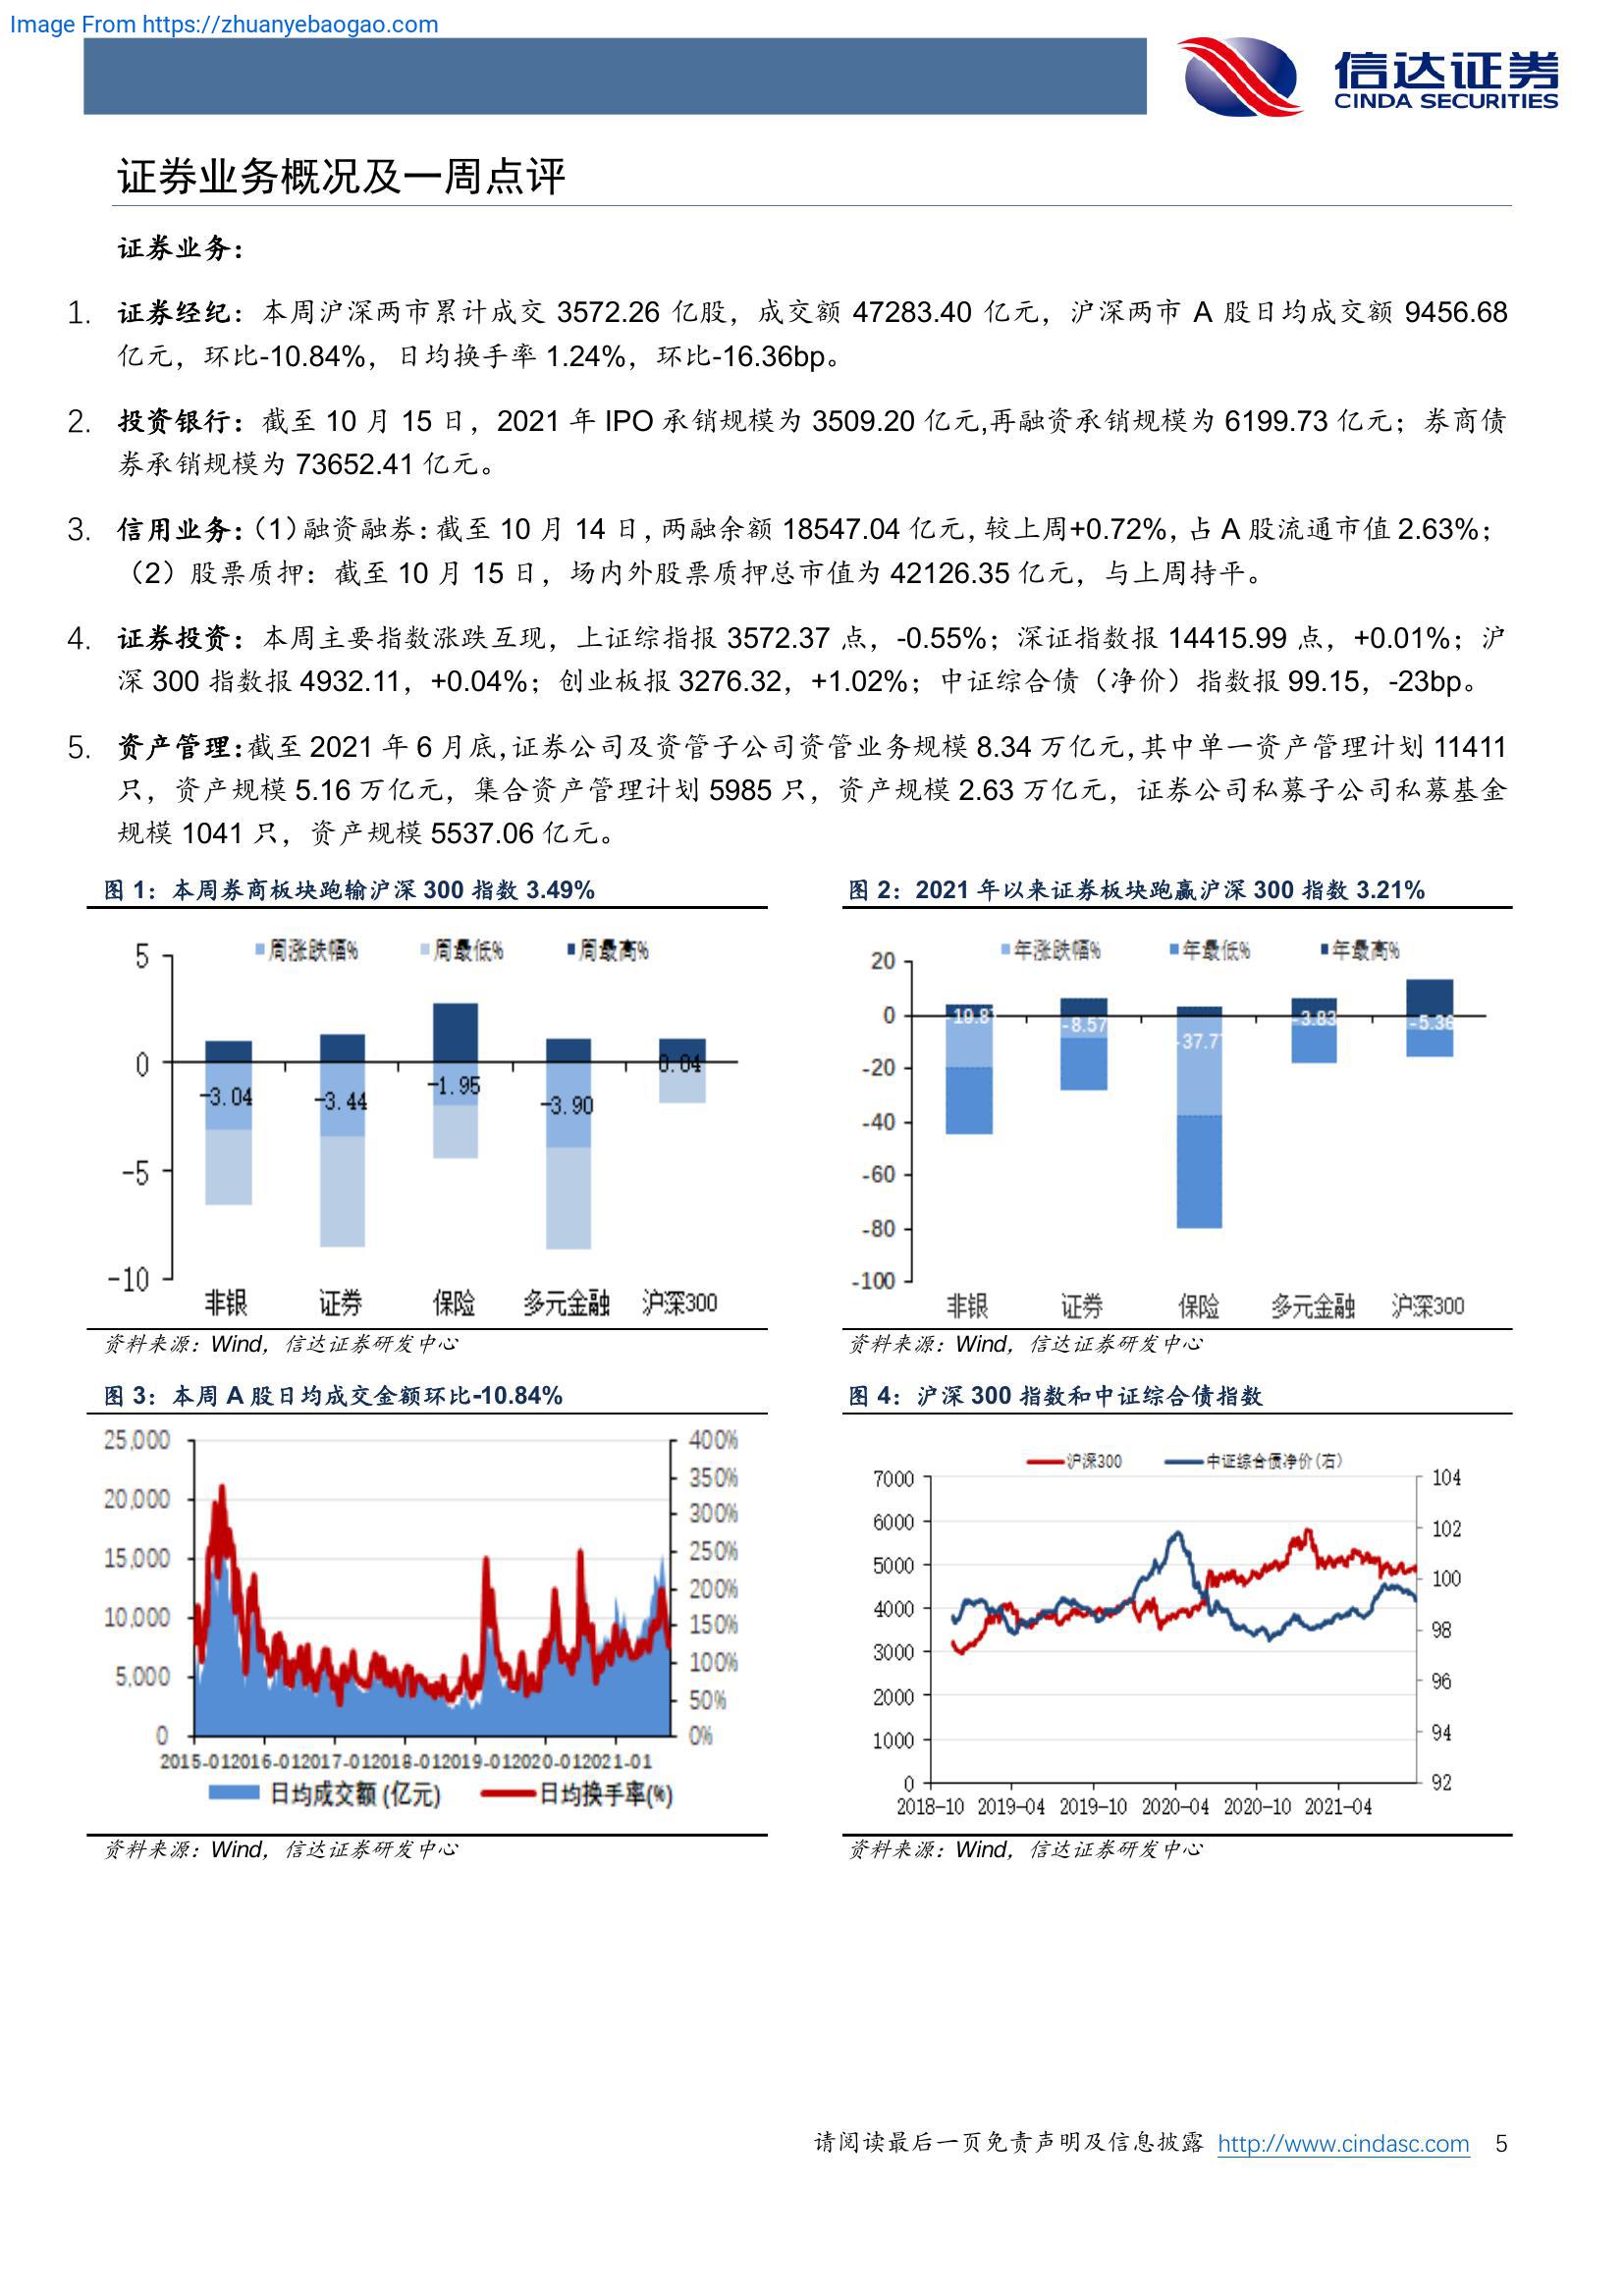 Image From https://zhuanyebaogao.com
信达证券
CINDA SECURITIES
证券业务概况及一周点评
证券业务：
1. 证券经纪：本周沪深两市累计成交 3572.26 亿股，成交额 47283.40 亿元，沪深两市 A 股日均成交额 9456.68
亿元，环比-10.84%，日均换手率 1.24%，环比-16.36bp。
2. 投资银行：截至 10 月 15 日，2021 年 IPO 承销规模为 3509.20 亿元,再融资承销规模为 6199.73 亿元；券商债
券承销规模为 73652.41 亿元。
3. 信用业务：（1）融资融券：截至 10 月 14 日，两融余额 18547.04 亿元，较上周+0.72%，占 A 股流通市值 2.63%；
（2）股票质押：截至 10 月 15 日，场内外股票质押总市值为 42126.35 亿元，与上周持平。
4. 证券投资：本周主要指数涨跌互现，上证综指报 3572.37 点，-0.55%；深证指数报 14415.99 点，+0.01%；沪
深 300 指数报 4932.11，+0.04%；创业板报 3276.32，+1.02%；中证综合债（净价）指数报 99.15，-23bp。
5. 资产管理：截至 2021 年 6 月底，证券公司及资管子公司资管业务规模 8.34 万亿元，其中单一资产管理计划 11411
只，资产规模 5.16 万亿元，集合资产管理计划 5985 只，资产规模 2.63 万亿元，证券公司私募子公司私募基金
规模 1041 只，资产规模 5537.06 亿元。
图 1：本周券商板块跑输沪深 300 指数 3.49%
周涨跌幅% 周最低% 周最高%
5
0
-5
-10
-3.04 -3.44 -1.95 -3.90 0.04
非银 证券 保险 多元金融 沪深300
资料来源：Wind，信达证券研发中心
图 2：2021 年以来证券板块跑赢沪深 300 指数 3.21%
年涨跌幅% 年最低% 年最高%
20
0
-20
-40
-60
-80
-100
-19.87 -8.57 -37.77 -3.83 -5.36
非银 证券 保险 多元金融 沪深300
资料来源：Wind，信达证券研发中心
图 3：本周 A 股日均成交金额环比-10.84%
25,000 400%
350%
20,000 300%
15,000 250%
200%
10,000 150%
5,000 100%
50%
0 0%
2015-01 2016-01 2017-01 2018-01 2019-01 2020-01 2021-01
日均成交额 (亿元) 日均换手率(%)
资料来源：Wind，信达证券研发中心
图 4：沪深 300 指数和中证综合债指数
沪深300 中证综合债净价(右)
7000 104
6000 102
5000 100
4000
3000 98
2000 96
1000 94
0 92
2018-10 2019-04 2019-10 2020-04 2020-10 2021-04
资料来源：Wind，信达证券研发中心
请阅读最后一页免责声明及信息披露 http://www.cindasc.com 5